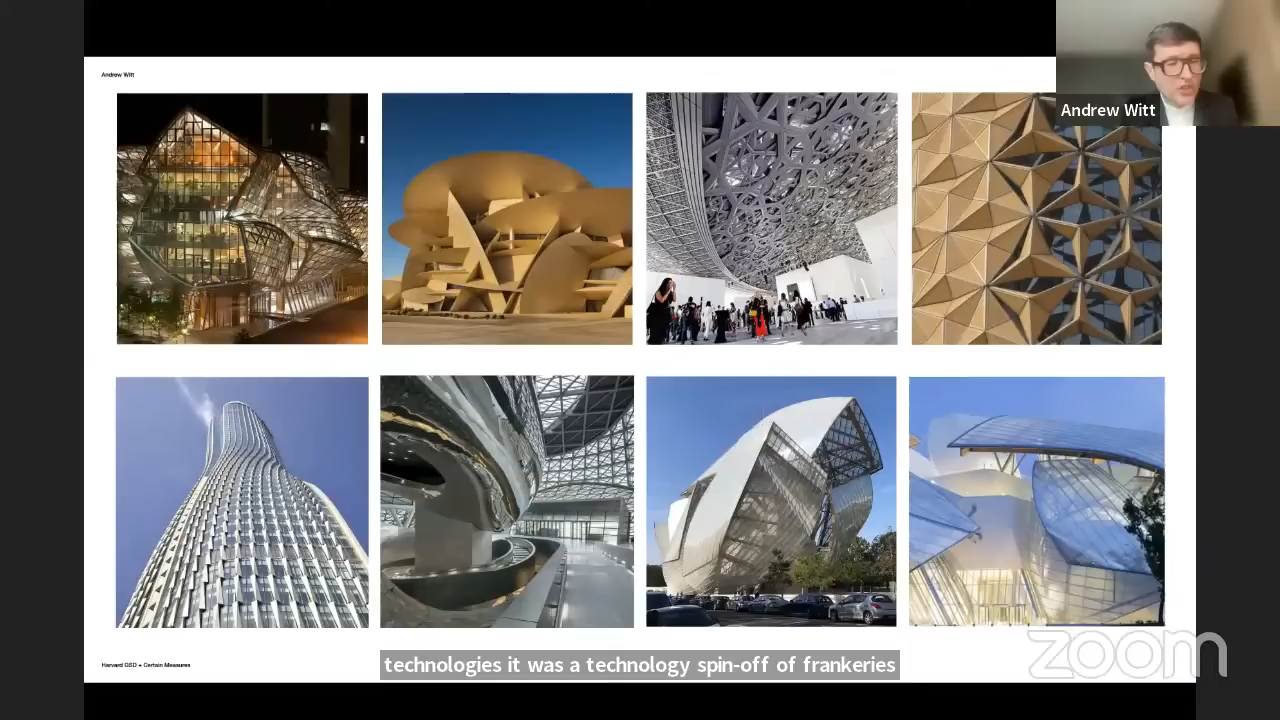 Andrew Witt
Andrew Witt
Harvard GSD + Certain Measures
technologies it was a technology spin-off of frankeries
zoom